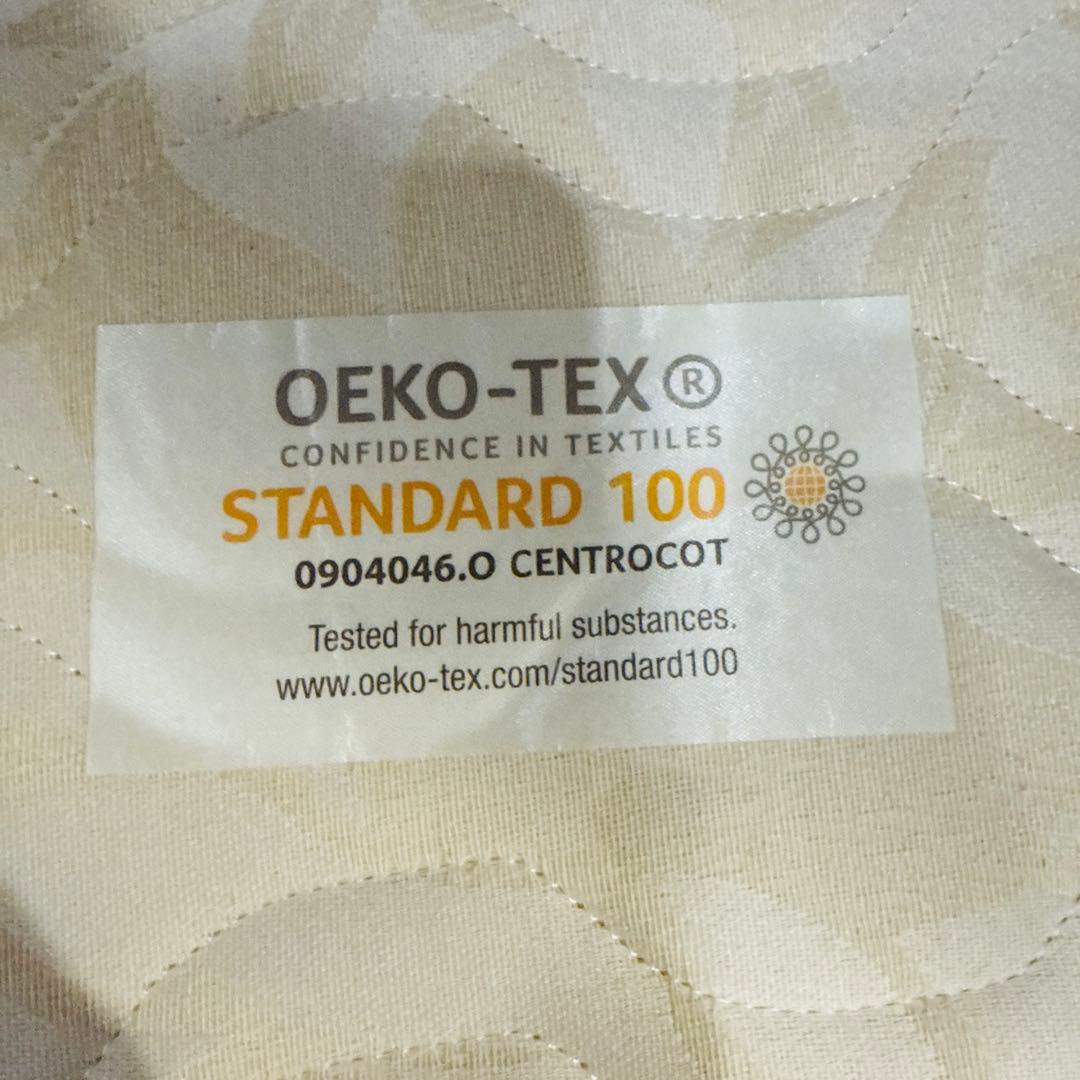 OEKO-TEX®
CONFIDENCE IN TEXTILES
STANDARD 100
0904046.O CENTROCOT
Tested for harmful substances.
www.oeko-tex.com/standard100